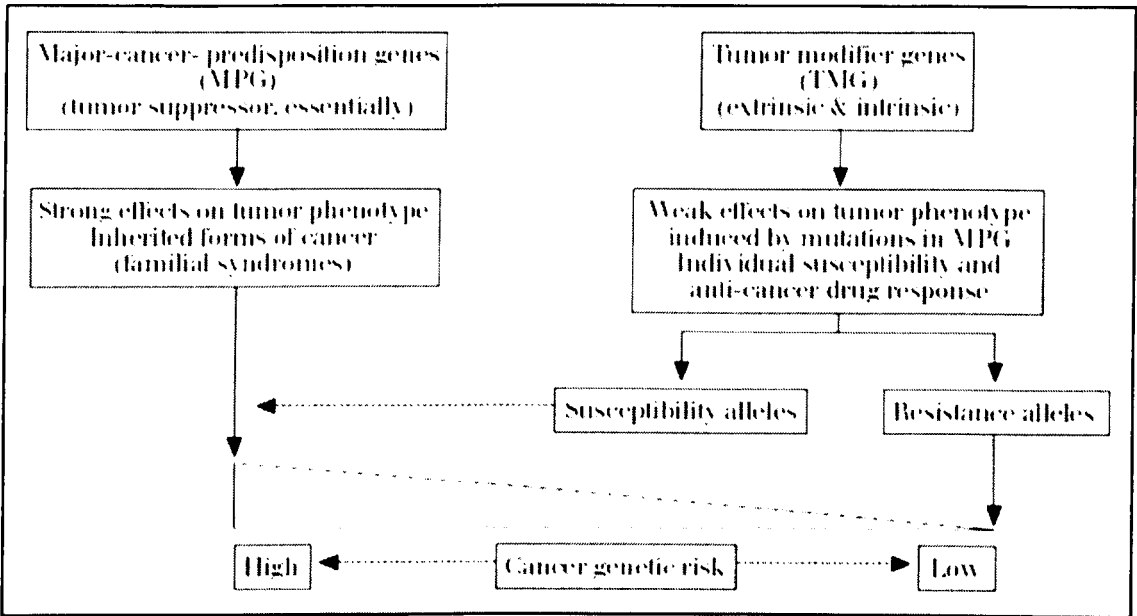 Major-cancer- predisposition genes
(MPG)
(tumor suppressor, essentially)
Tumor modifier genes
(TMG)
(extrinsic & intrinsic)
Strong effects on tumor phenotype
Inherited forms of cancer
(familial syndromes)
Weak effects on tumor phenotype
induced by mutations in MPG
Individual susceptibility and
anti-cancer drug response
Susceptibility alleles
Resistance alleles
High
Cancer genetic risk
Low